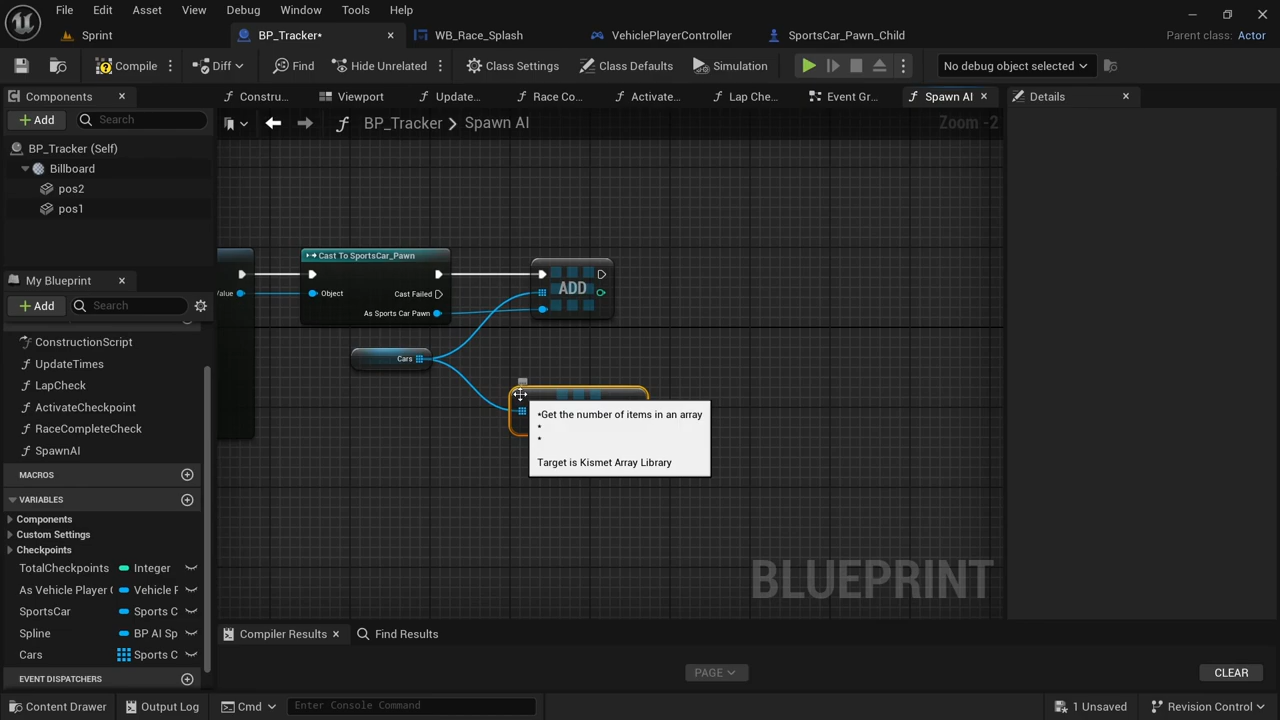 File Edit Asset View Debug Window Tools Help
Sprint BP_Tracker* WB_Race_Splash VehiclePlayerController SportsCar_Pawn_Child Parent class: Actor
Compile Diff Find Hide Unrelated Class Settings Class Defaults Simulation No debug object selected
Components Constru... Viewport Update... Race Co... Activate... Lap Che... Event Gr... Spawn AI Details
+ Add Search
BP_Tracker > Spawn AI Zoom -2
BP_Tracker (Self)
Billboard
pos2
pos1
Cast To SportsCar_Pawn
Value Object Cast Failed
As Sports Car Pawn
ADD
Cars
My Blueprint
+ Add Search
ConstructionScript
UpdateTimes
LapCheck
ActivateCheckpoint
RaceCompleteCheck
SpawnAI
•Get the number of items in an array
•
•
Target is Kismet Array Library
MACROS
VARIABLES
Components
Custom Settings
Checkpoints
TotalCheckpoints Integer
As Vehicle Player Vehicle
SportsCar Sports C
Spline BP AI Sp
Cars Sports C
EVENT DISPATCHERS
BLUEPRINT
Compiler Results Find Results
PAGE CLEAR
Content Drawer Output Log Cmd Enter Console Command 1 Unsaved Revision Control